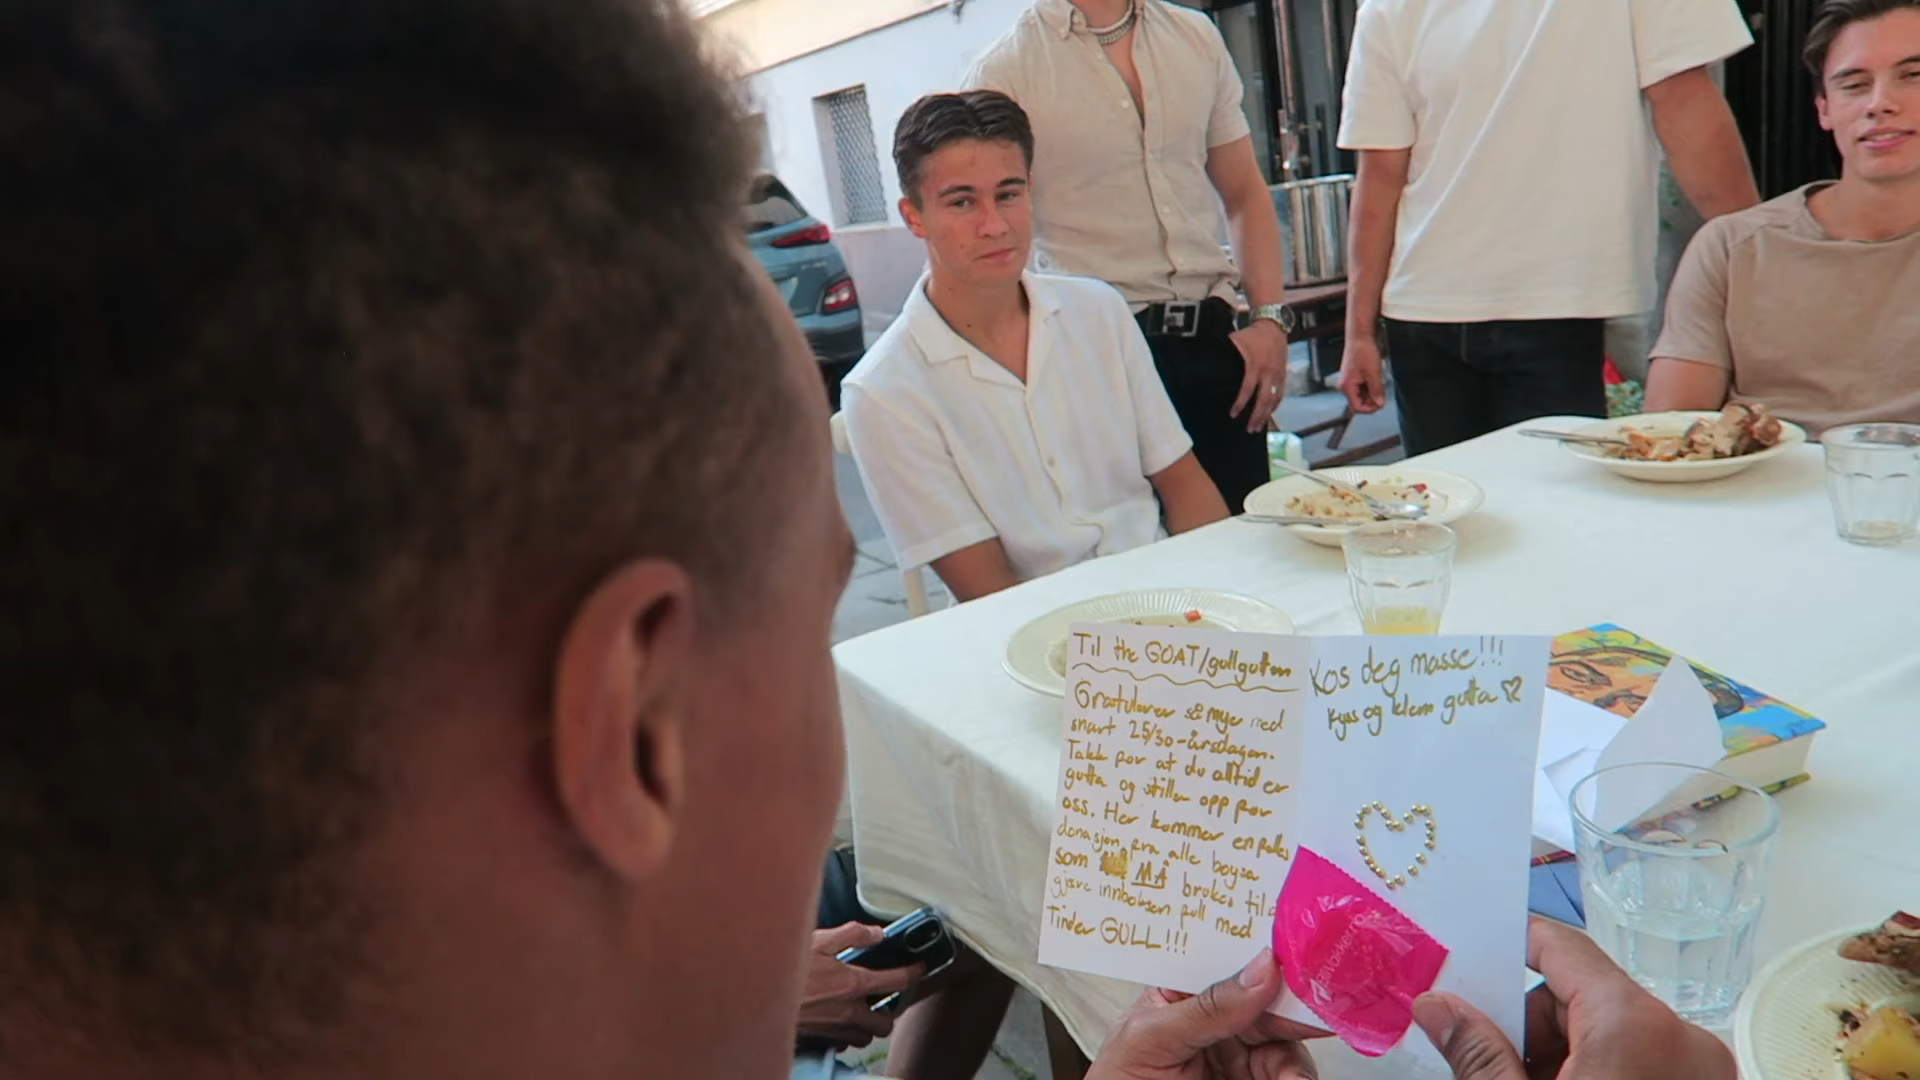 Til the GOAT/gullgutten
Gratulerer så mye med
snart 25/30-årsdagen.
Takk for at du alltid er
gutta og stiller opp for
oss. Her kommer en felles
donasjon fra alle boysa
som MÅ brukes til å
gjøre innboksen full med
Tinder GULL!!!
Kos deg masse!!!
Kyss og klem gutta